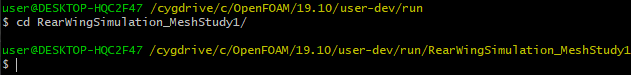 user@DESKTOP-HQC2F47 /cygdrive/c/OpenFOAM/19.10/user-dev/run
$ cd RearWingSimulation_MeshStudy1/
user@DESKTOP-HQC2F47 /cygdrive/c/OpenFOAM/19.10/user-dev/run/RearWingSimulation_MeshStudy1
$